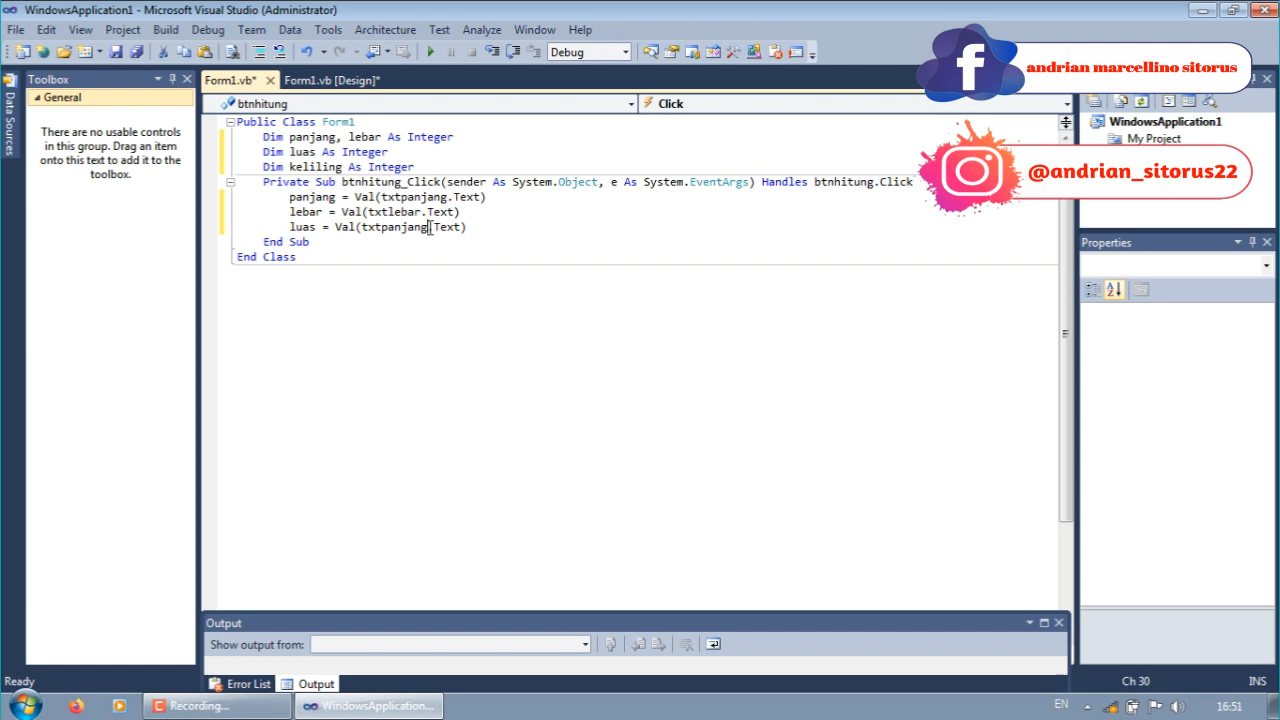 WindowsApplication1 - Microsoft Visual Studio (Administrator)
File Edit View Project Build Debug Team Data Tools Architecture Test Analyze Window Help
Debug
andrian marcellino sitorus
@andrian_sitorus22
Data Sources
Toolbox
General
There are no usable controls
in this group. Drag an item
onto this text to add it to the
toolbox.
Form1.vb* Form1.vb [Design]*
btnhitung Click
Public Class Form1
Dim panjang, lebar As Integer
Dim luas As Integer
Dim keliling As Integer
Private Sub btnhitung_Click(sender As System.Object, e As System.EventArgs) Handles btnhitung.Click
panjang = Val(txtpanjang.Text)
lebar = Val(txtlebar.Text)
luas = Val(txtpanjang.Text)
End Sub
End Class
WindowsApplication1
My Project
Properties
Output
Show output from:
Error List Output
Ready Ch 30 INS
Recording... WindowsApplication... EN 16:51